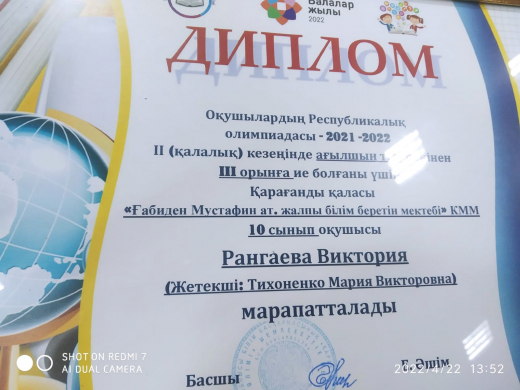 Балалар
жылы
2022
ДИПЛОМ
Оқушылардың Республикалық
олимпиадасы - 2021 -2022
II (қалалық) кезеңінде ағылшын
III орынға ие болғаны үшін
Қарағанды қаласы
«Ғабиден Мұстафин ат. жалпы білім беретін мектебі» КММ
10 сынып оқушысы
Рангаева Виктория
(Жетекші: Тихоненко Мария Викторовна)
марапатталады
Басшы
Г. Әшім
SHOT ON REDMI 7
AI DUAL CAMERA
2022/4/22 13:52